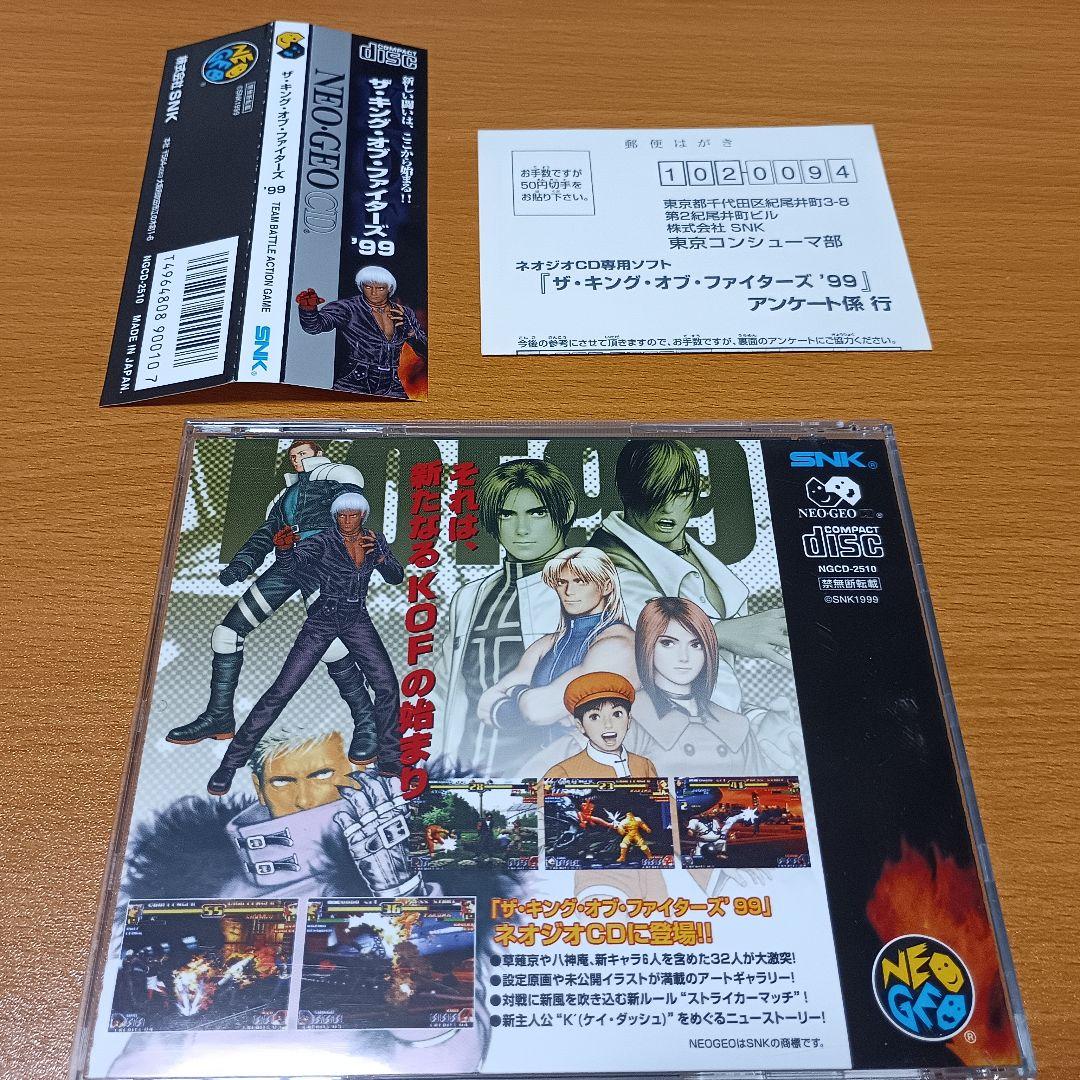 COMPACT
disc
新しい闘いは、ここから始まる!!
ザ・キング・オブ・ファイターズ'99
NEO・GEO CD.
ザ・キング・オブ・ファイターズ '99
TEAM BATTLE ACTION GAME
SNK®
NEO
GEO
禁無断転載
©SNK1999
株式会社SNK
T4964808 900107
NGCD-2510 MADE IN JAPAN.
郵便はがき
お手数ですが
50円切手を
お貼り下さい。
1020094
東京都千代田区紀尾井町3-8
第2紀尾井町ビル
株式会社 SNK
東京コンシューマ部
ネオジオCD専用ソフト
『ザ・キング・オブ・ファイターズ '99』
アンケート係 行
今後の参考にさせて頂きますので、お手数ですが、裏面のアンケートにご協力ください。
KOF99
それは、
新たなるKOFの始まり
SNK®
NEO・GEO CD®
COMPACT
disc
NGCD-2510
禁無断転載
©SNK1999
28
23
41
55
36
「ザ・キング・オブ・ファイターズ'99」
ネオジオCDに登場!!
●草薙京や八神庵、新キャラ6人を含めた32人が大激突!
●設定原画や未公開イラストが満載のアートギャラリー!
●対戦に新風を吹き込む新ルール“ストライカーマッチ”!
●新主人公“K'(ケイ・ダッシュ)”をめぐるニューストーリー!
NEOGEOはSNKの商標です。
NEO
GEO
®